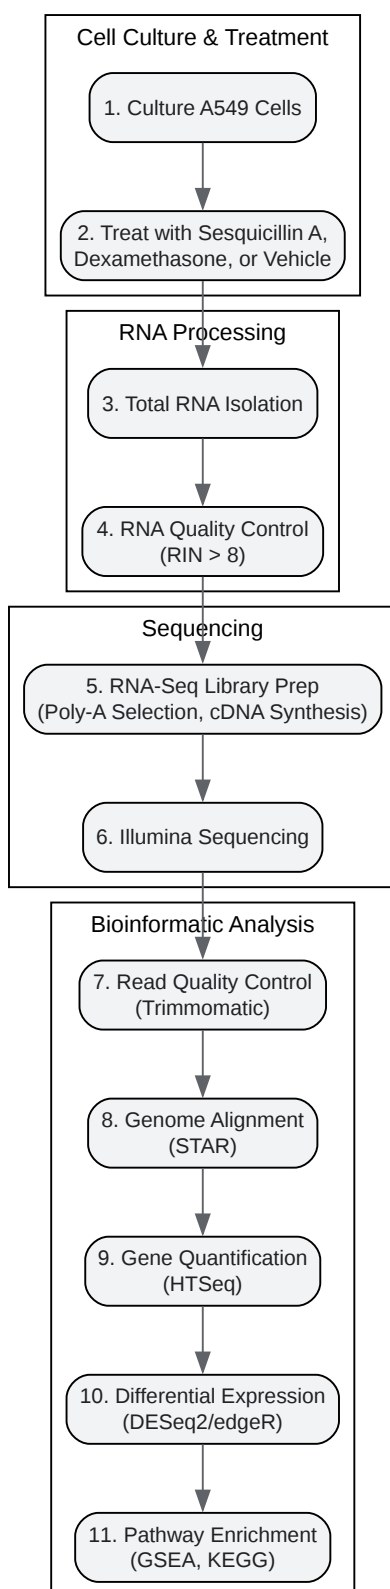 Cell Culture & Treatment
1. Culture A549 Cells
2. Treat with Sesquicillin A,
Dexamethasone, or Vehicle
RNA Processing
3. Total RNA Isolation
4. RNA Quality Control
(RIN > 8)
Sequencing
5. RNA-Seq Library Prep
(Poly-A Selection, cDNA Synthesis)
6. Illumina Sequencing
Bioinformatic Analysis
7. Read Quality Control
(Trimmomatic)
8. Genome Alignment
(STAR)
9. Gene Quantification
(HTSeq)
10. Differential Expression
(DESeq2/edgeR)
11. Pathway Enrichment
(GSEA, KEGG)